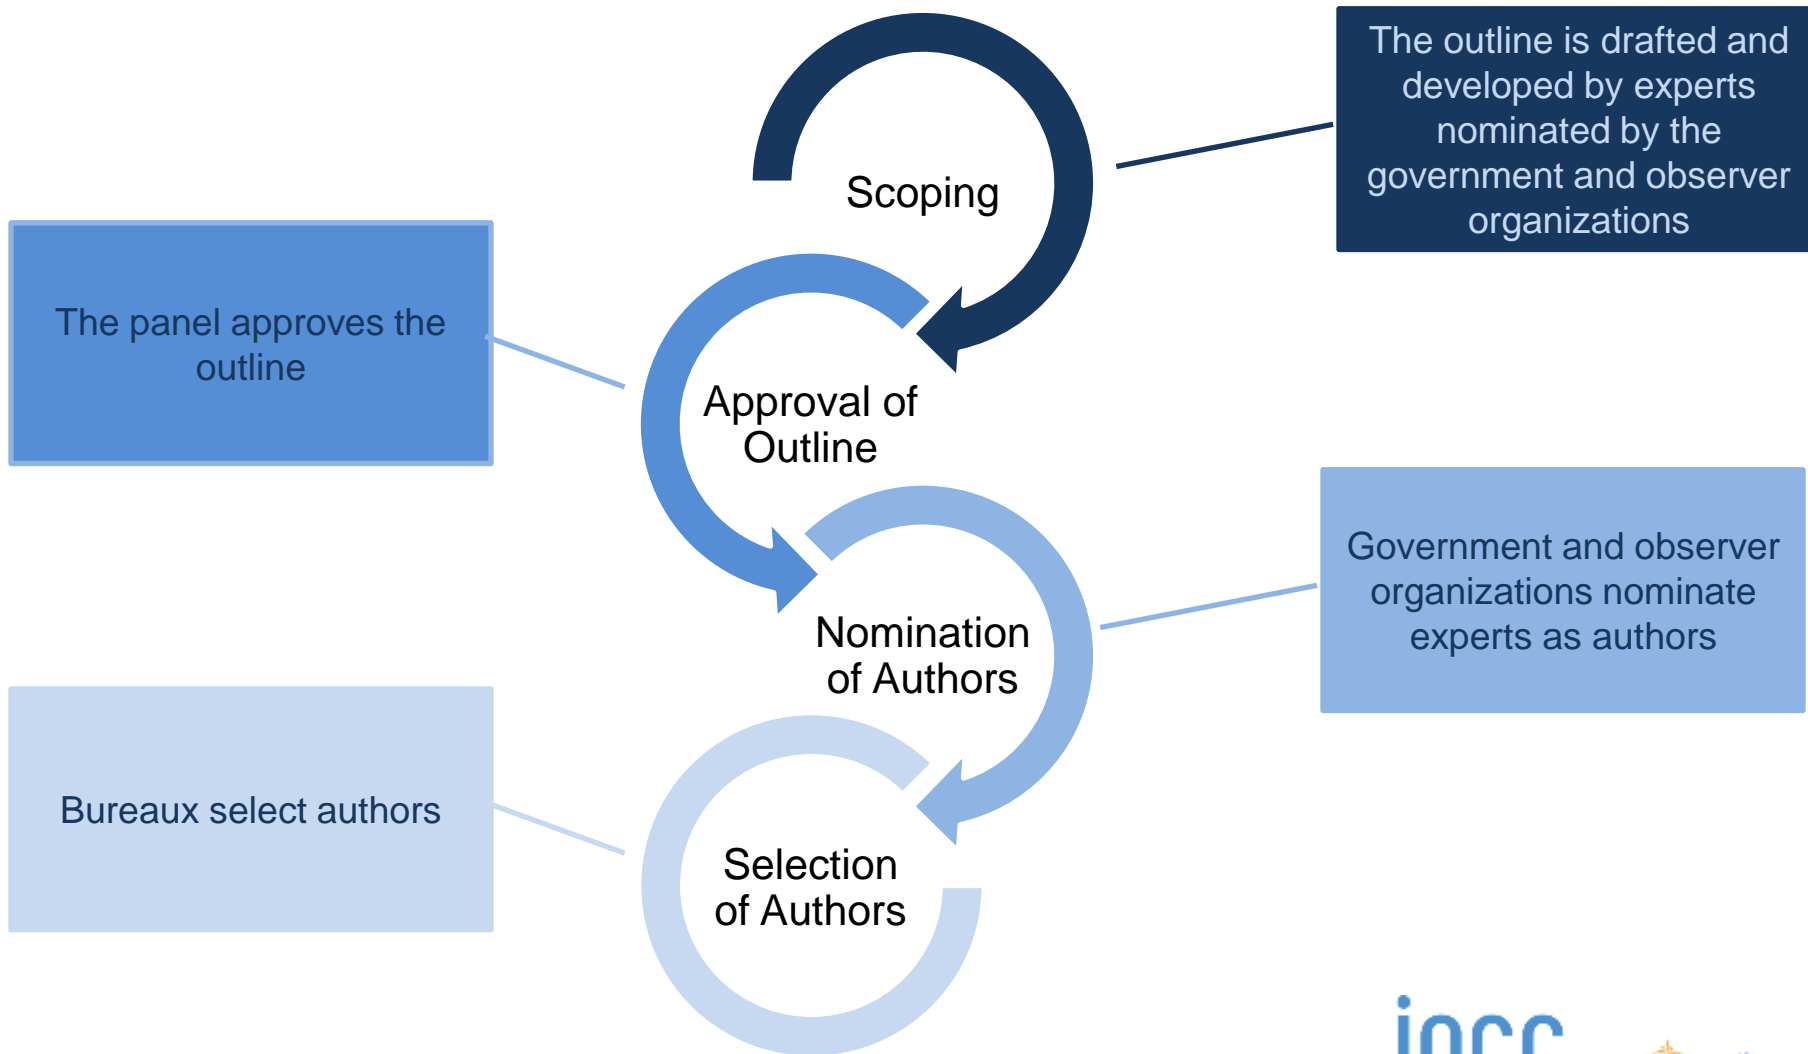 The outline is drafted and
developed by experts
nominated by the
government and observer
organizations
Scoping
The panel approves the
outline
Approval of
Outline
Government and observer
organizations nominate
experts as authors
Nomination
of Authors
Bureaux select authors
Selection
of Authors